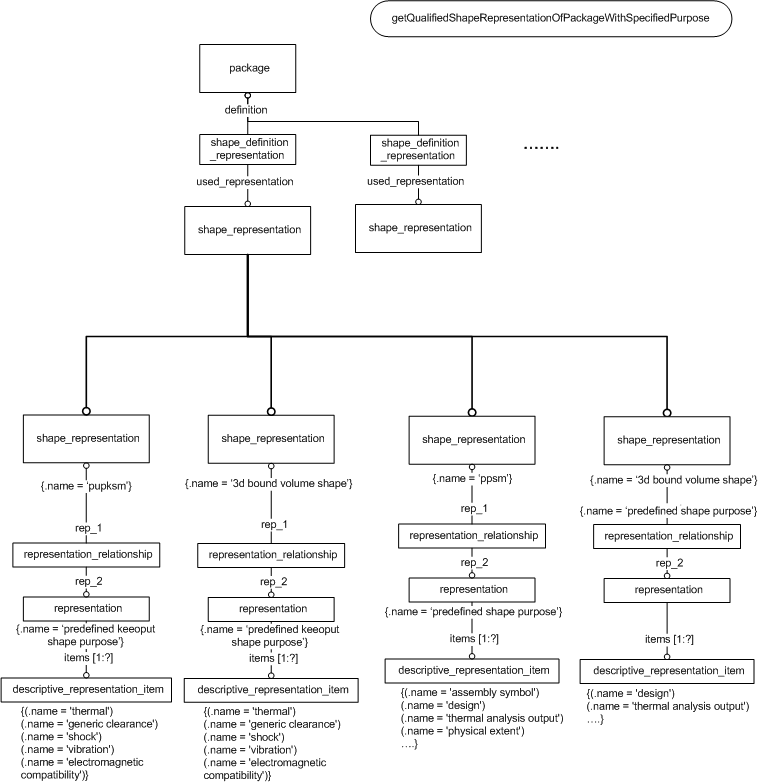 getQualifiedShapeRepresentationOfPackageWithSpecifiedPurpose
package
definition
shape_definition
_representation
shape_definition
_representation
.......
used_representation
used_representation
shape_representation
shape_representation
shape_representation
shape_representation
shape_representation
shape_representation
{.name = 'pupksm'}
{.name = '3d bound volume shape'}
{.name = 'ppsm'}
{.name = '3d bound volume shape'}
rep_1
rep_1
rep_1
{.name = 'predefined shape purpose'}
representation_relationship
representation_relationship
representation_relationship
representation_relationship
rep_2
rep_2
rep_2
rep_2
representation
representation
representation
representation
{.name = 'predefined keeoput
shape purpose'}
{.name = 'predefined keeoput
shape purpose'}
{.name = 'predefined shape purpose'}
items [1:?]
items [1:?]
items [1:?]
items [1:?]
descriptive_representation_item
descriptive_representation_item
descriptive_representation_item
descriptive_representation_item
{(.name = 'thermal')
(.name = 'generic clearance')
(.name = 'shock')
(.name = 'vibration')
(.name = 'electromagnetic
compatibility')}
{(.name = 'thermal')
(.name = 'generic clearance')
(.name = 'shock')
(.name = 'vibration')
(.name = 'electromagnetic
compatibility')}
{(.name = 'assembly symbol')
(.name = 'design')
(.name = 'thermal analysis output')
(.name = 'physical extent')
....}
{(.name = 'design')
(.name = 'thermal analysis output')
....}